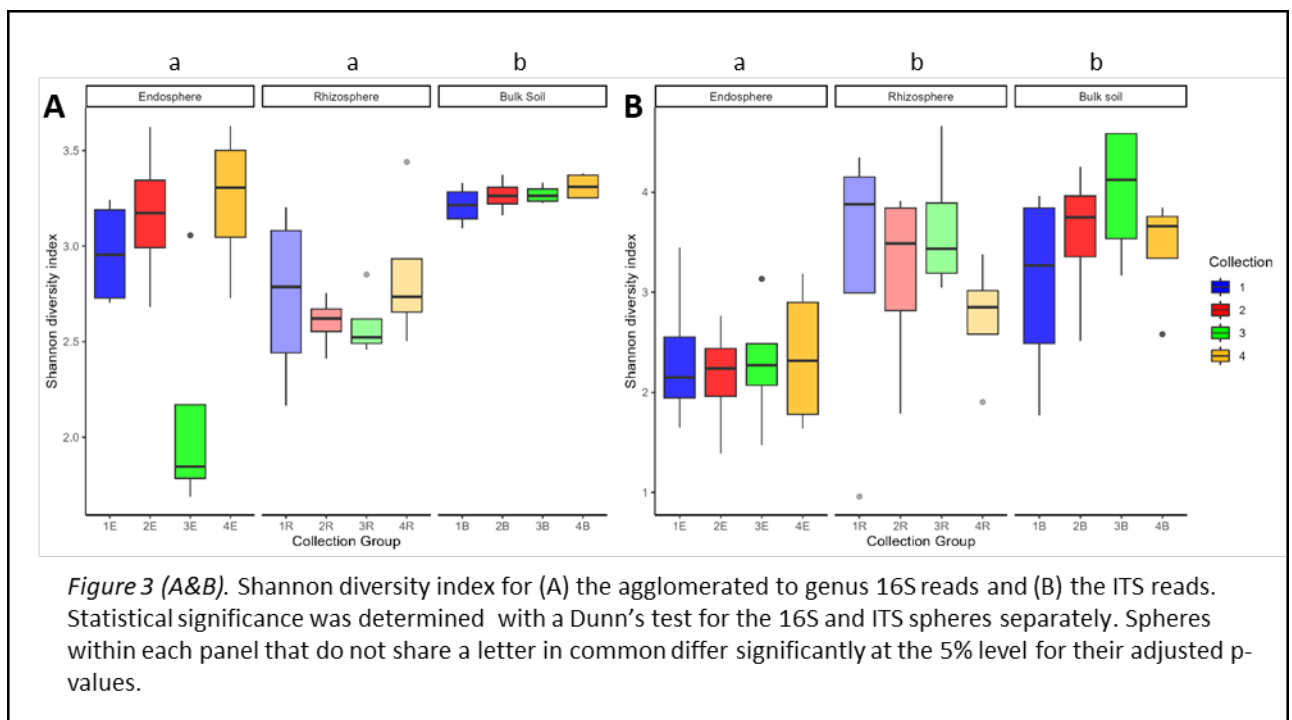 a a b
A Endosphere Rhizosphere Bulk Soil
Shannon diversity index
3.5
3.0
2.5
2.0
1E 2E 3E 4E 1R 2R 3R 4R 1B 2B 3B 4B
Collection Group
a b b
B Endosphere Rhizosphere Bulk soil
Shannon diversity index
4
3
2
1
1E 2E 3E 4E 1R 2R 3R 4R 1B 2B 3B 4B
Collection Group
Collection
1
2
3
4
Figure 3 (A&B). Shannon diversity index for (A) the agglomerated to genus 16S reads and (B) the ITS reads.
Statistical significance was determined with a Dunn's test for the 16S and ITS spheres separately. Spheres
within each panel that do not share a letter in common differ significantly at the 5% level for their adjusted p-
values.